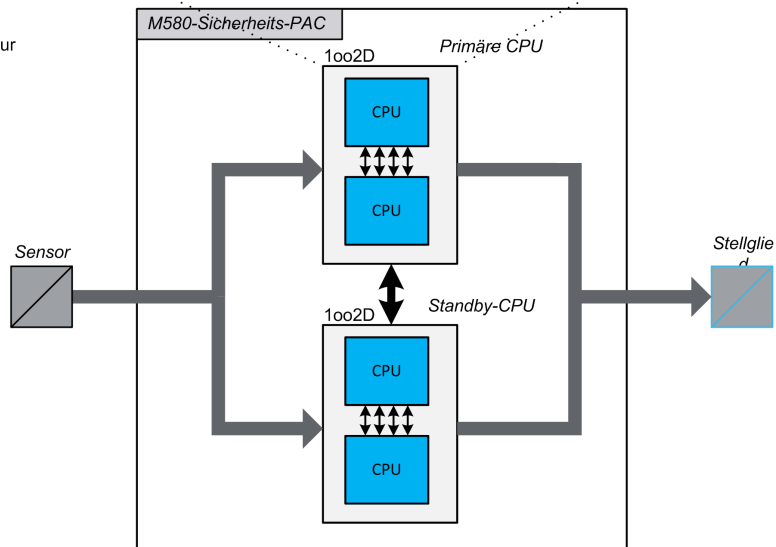 M580-Sicherheits-PAC
ur
1oo2D
Primäre CPU
CPU
CPU
Sensor
Stellglie
d
Standby-CPU
1oo2D
CPU
CPU